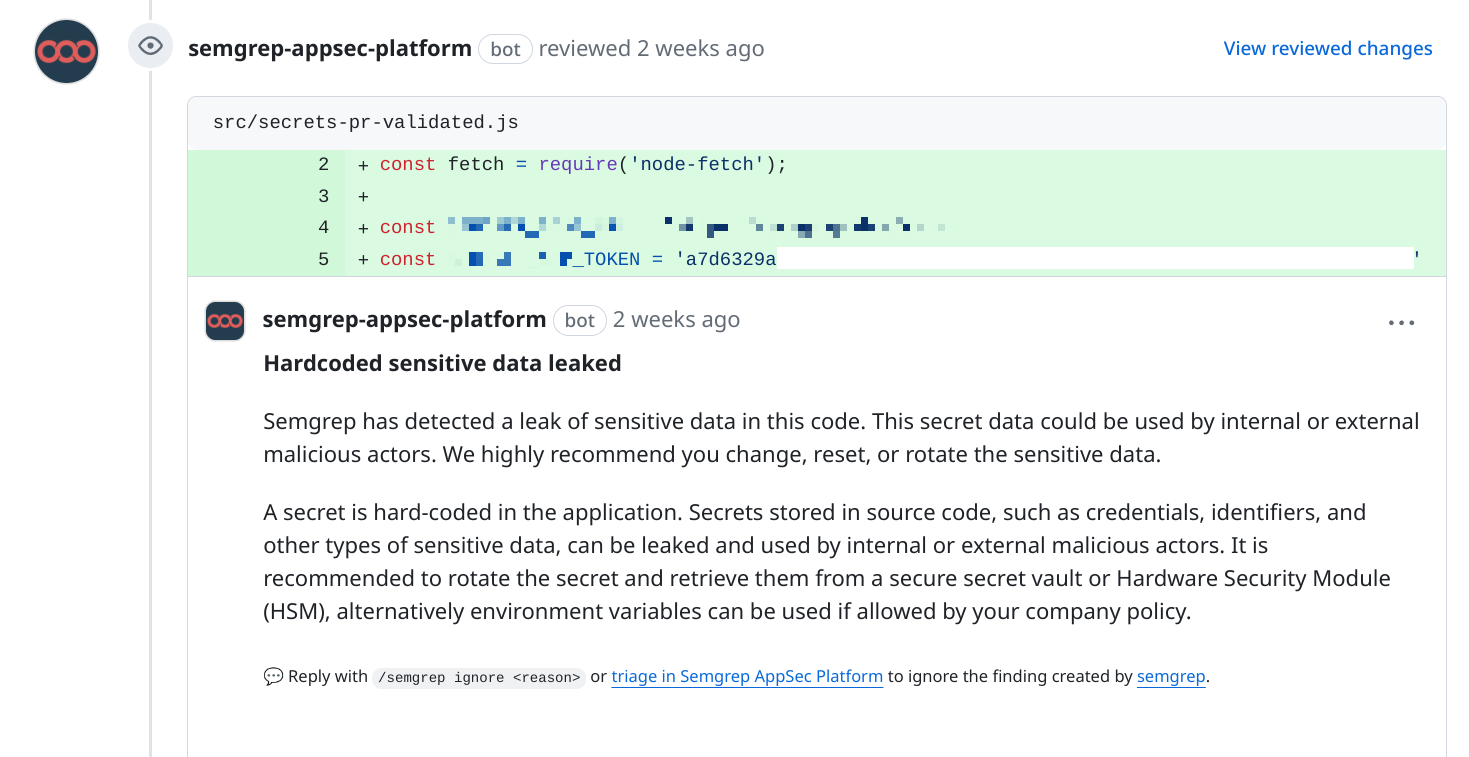 semgrep-appsec-platform bot reviewed 2 weeks ago View reviewed changes
src/secrets-pr-validated.js
2 + const fetch = require('node-fetch');
3 +
4 + const
5 + const _TOKEN = 'a7d6329a '
semgrep-appsec-platform bot 2 weeks ago ...
Hardcoded sensitive data leaked
Semgrep has detected a leak of sensitive data in this code. This secret data could be used by internal or external
malicious actors. We highly recommend you change, reset, or rotate the sensitive data.
A secret is hard-coded in the application. Secrets stored in source code, such as credentials, identifiers, and
other types of sensitive data, can be leaked and used by internal or external malicious actors. It is
recommended to rotate the secret and retrieve them from a secure secret vault or Hardware Security Module
(HSM), alternatively environment variables can be used if allowed by your company policy.
💬 Reply with /semgrep ignore <reason> or triage in Semgrep AppSec Platform to ignore the finding created by semgrep.